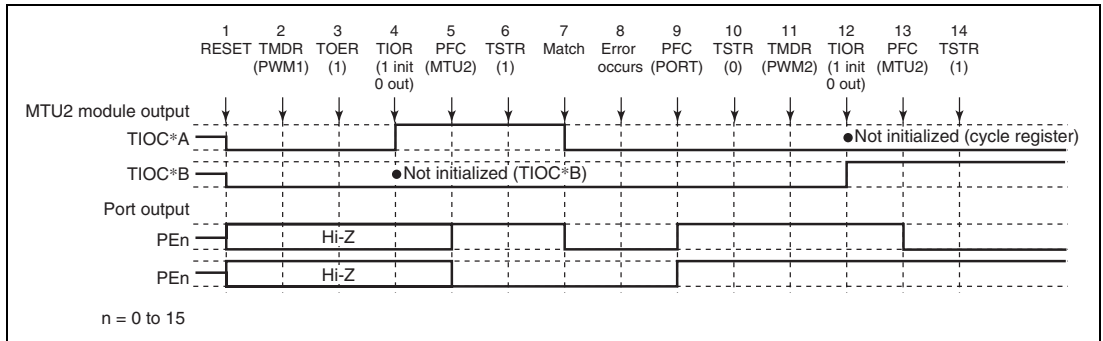 1 2 3 4 5 6 7 8 9 10 11 12 13 14
RESET TMDR TOER TIOR PFC TSTR Match Error PFC TSTR TMDR TIOR PFC TSTR
(PWM1) (1) (1 init (MTU2) (1) occurs (PORT) (0) (PWM2) (1 init (MTU2) (1)
0 out) 0 out)
MTU2 module output
TIOC*A ●Not initialized (cycle register)
TIOC*B ●Not initialized (TIOC*B)
Port output
PEn Hi-Z
PEn Hi-Z
n = 0 to 15